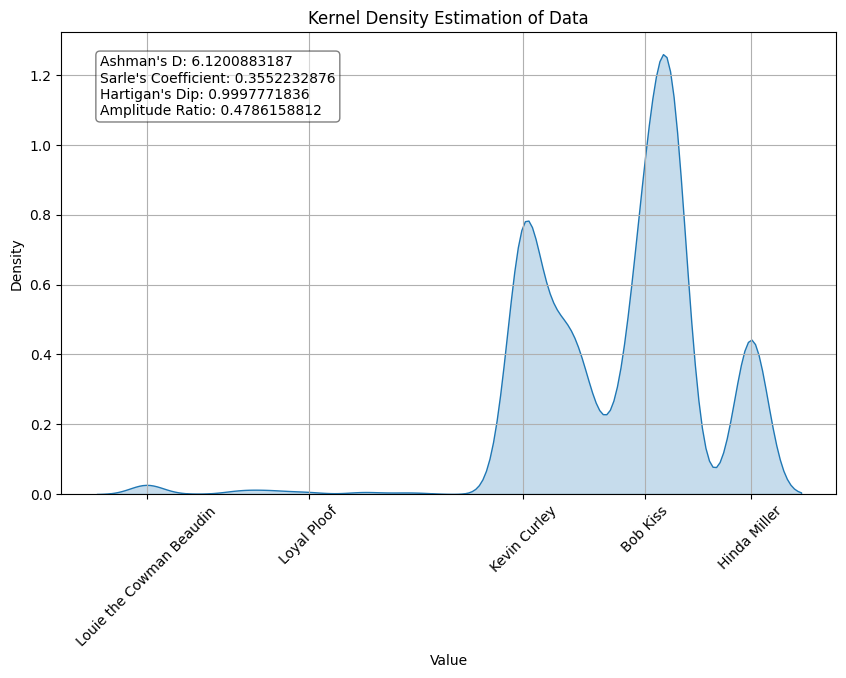 Kernel Density Estimation of Data
Ashman's D: 6.1200883187
Sarle's Coefficient: 0.3552232876
Hartigan's Dip: 0.9997771836
Amplitude Ratio: 0.4786158812
Density
1.2
1.0
0.8
0.6
0.4
0.2
0.0
Louie the Cowman Beaudin
Loyal Ploof
Kevin Curley
Bob Kiss
Hinda Miller
Value